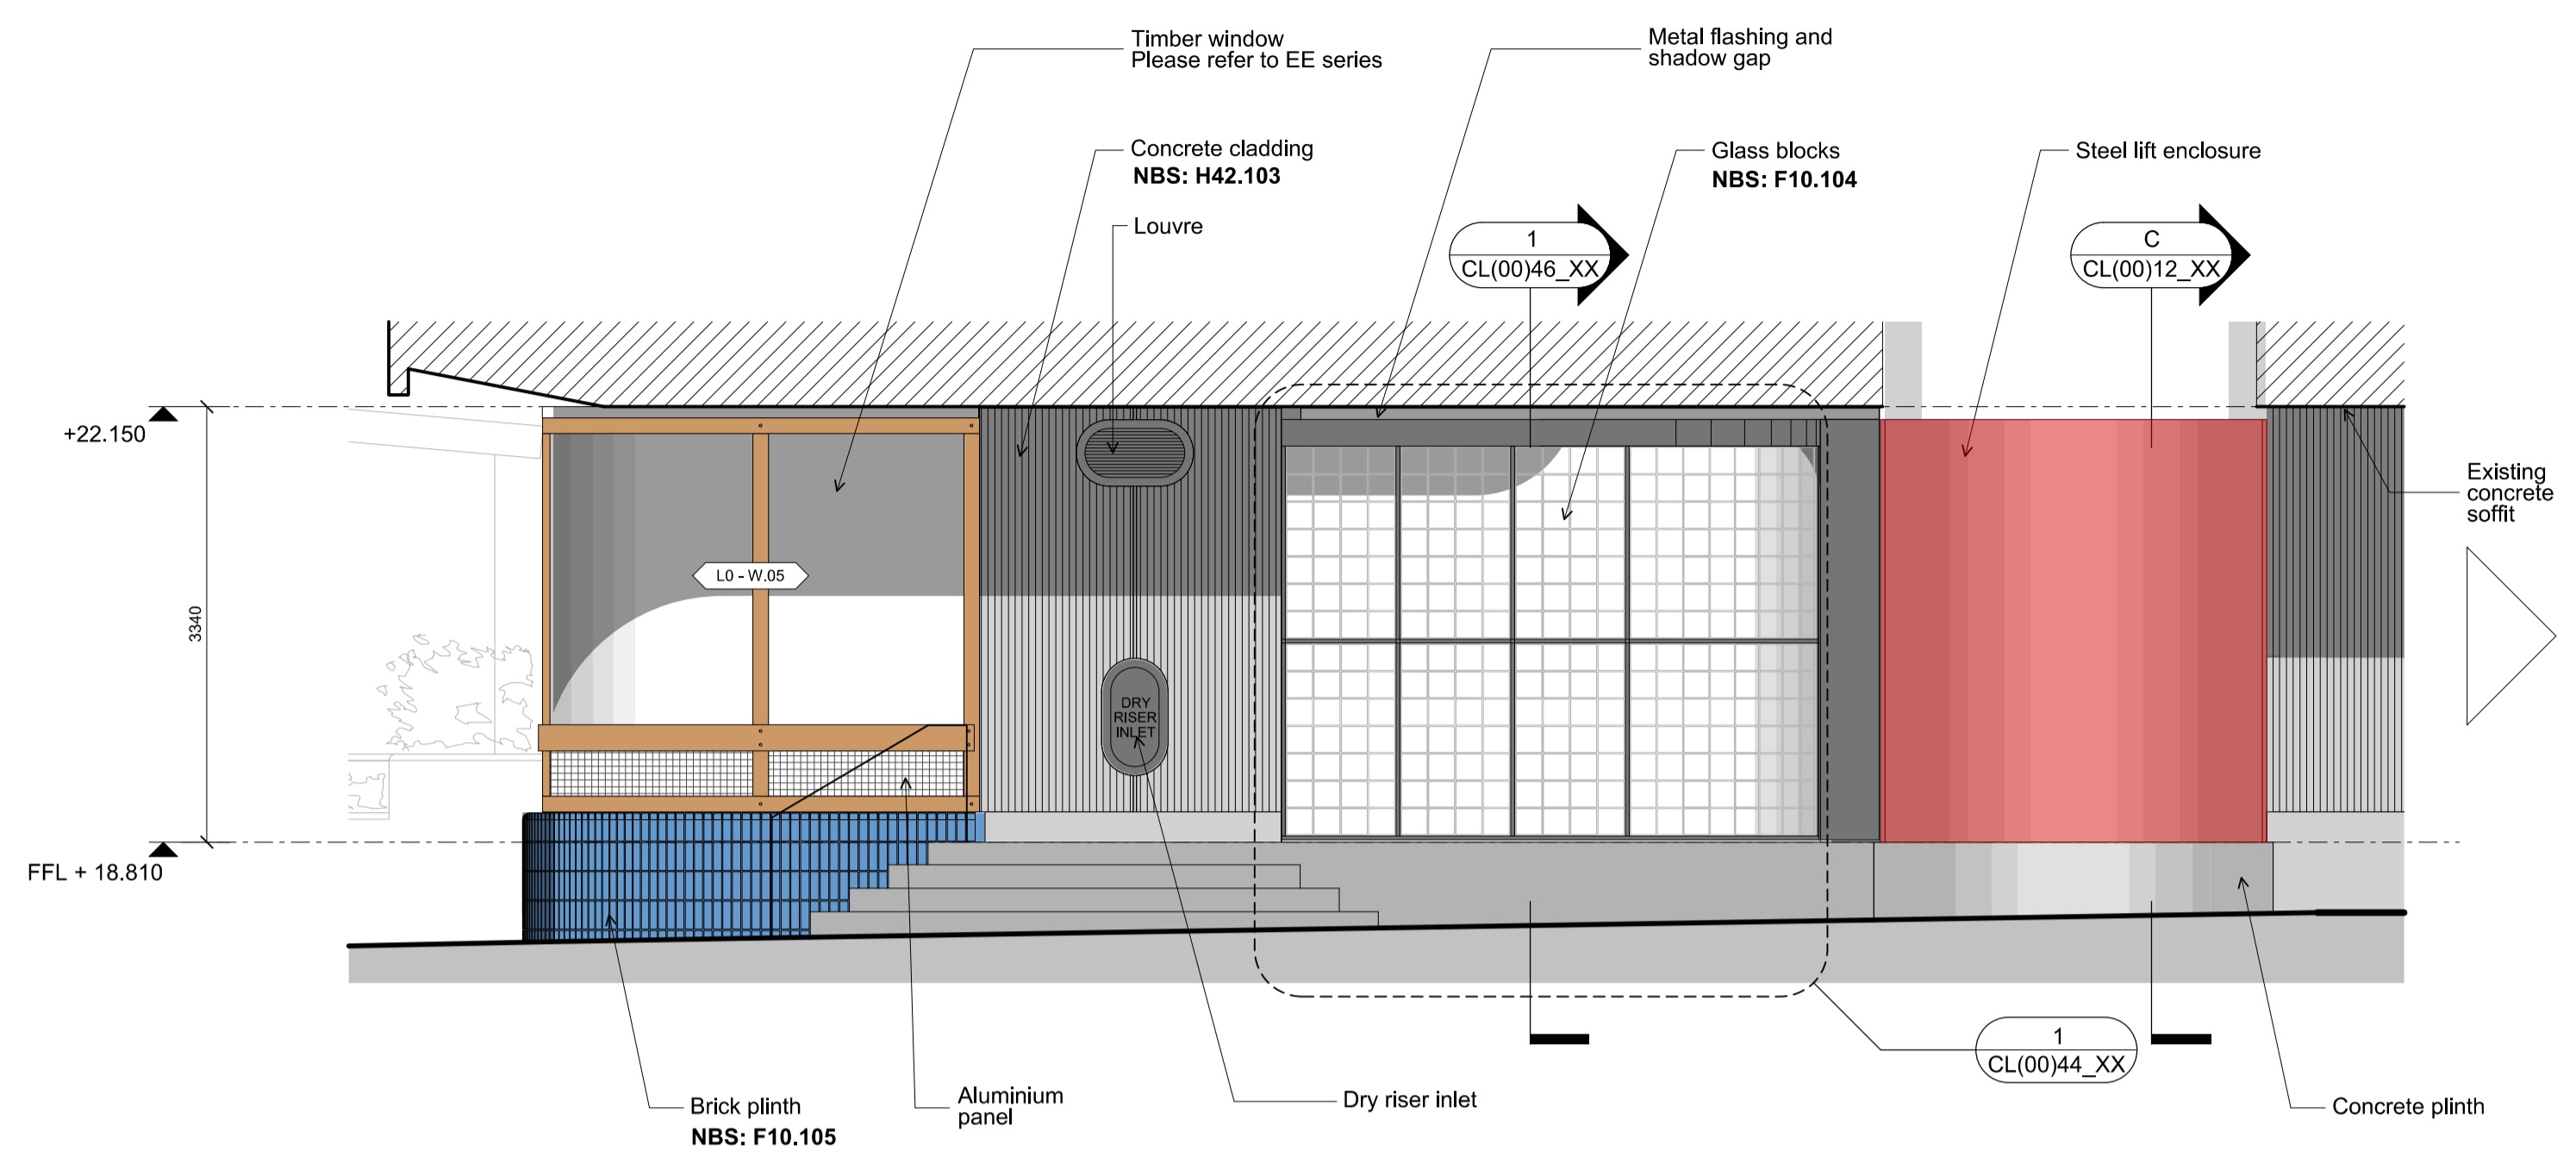 Timber window
Please refer to EE series
Metal flashing and
shadow gap
Concrete cladding
NBS: H42.103
Glass blocks
NBS: F10.104
Steel lift enclosure
Louvre
1
CL(00)46_XX
C
CL(00)12_XX
+22.150
Existing
concrete
soffit
L0 - W.05
3340
DRY
RISER
INLET
FFL + 18.810
1
CL(00)44_XX
Brick plinth
NBS: F10.105
Aluminium
panel
Dry riser inlet
Concrete plinth